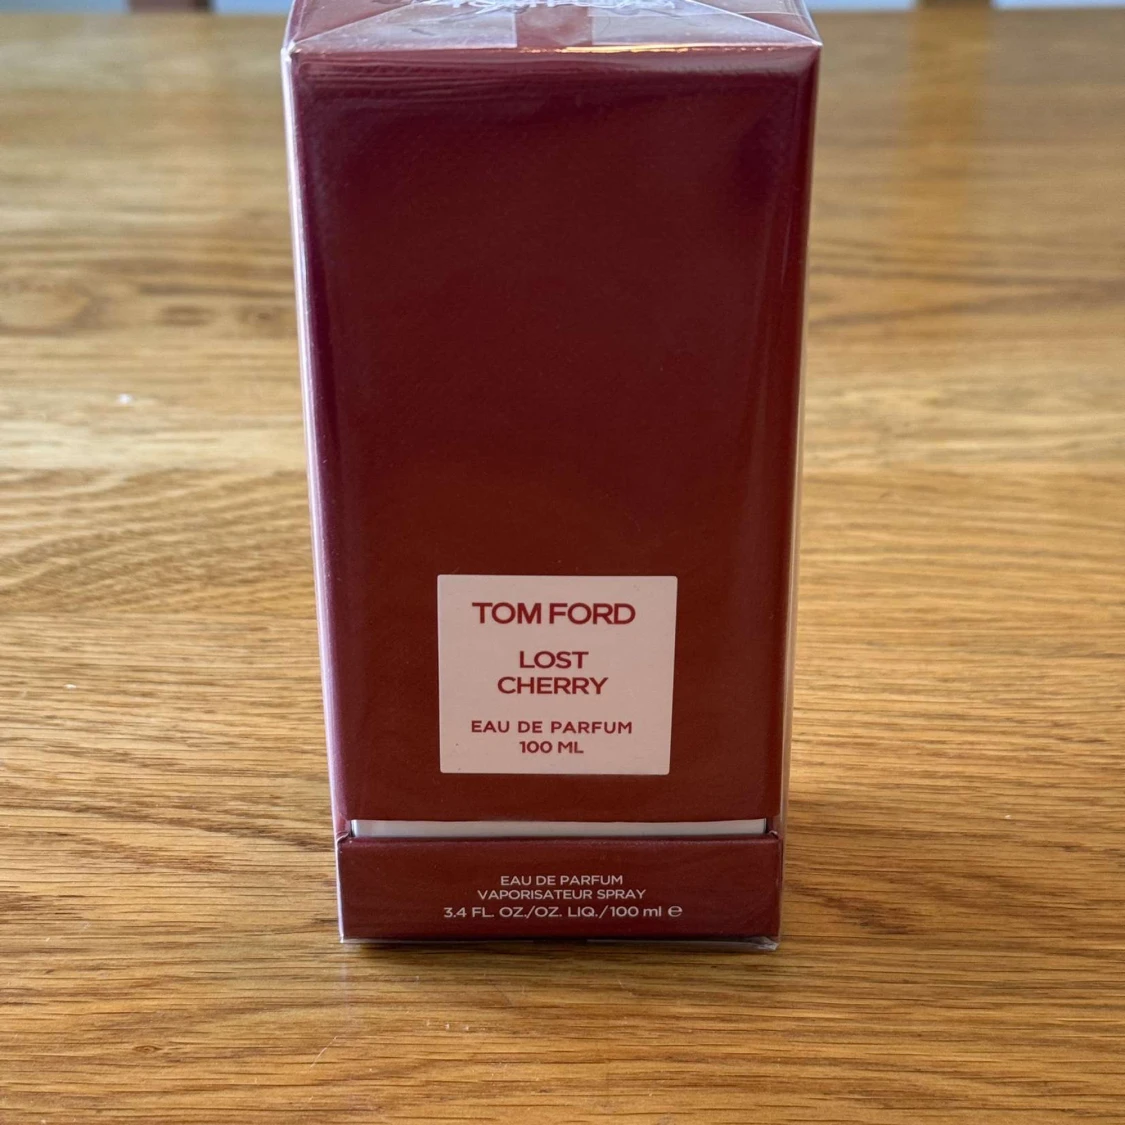 TOM FORD
LOST
CHERRY
EAU DE PARFUM
100 ML
EAU DE PARFUM
VAPORISATEUR SPRAY
3.4 FL. OZ./OZ. LIQ./100 ml ℮